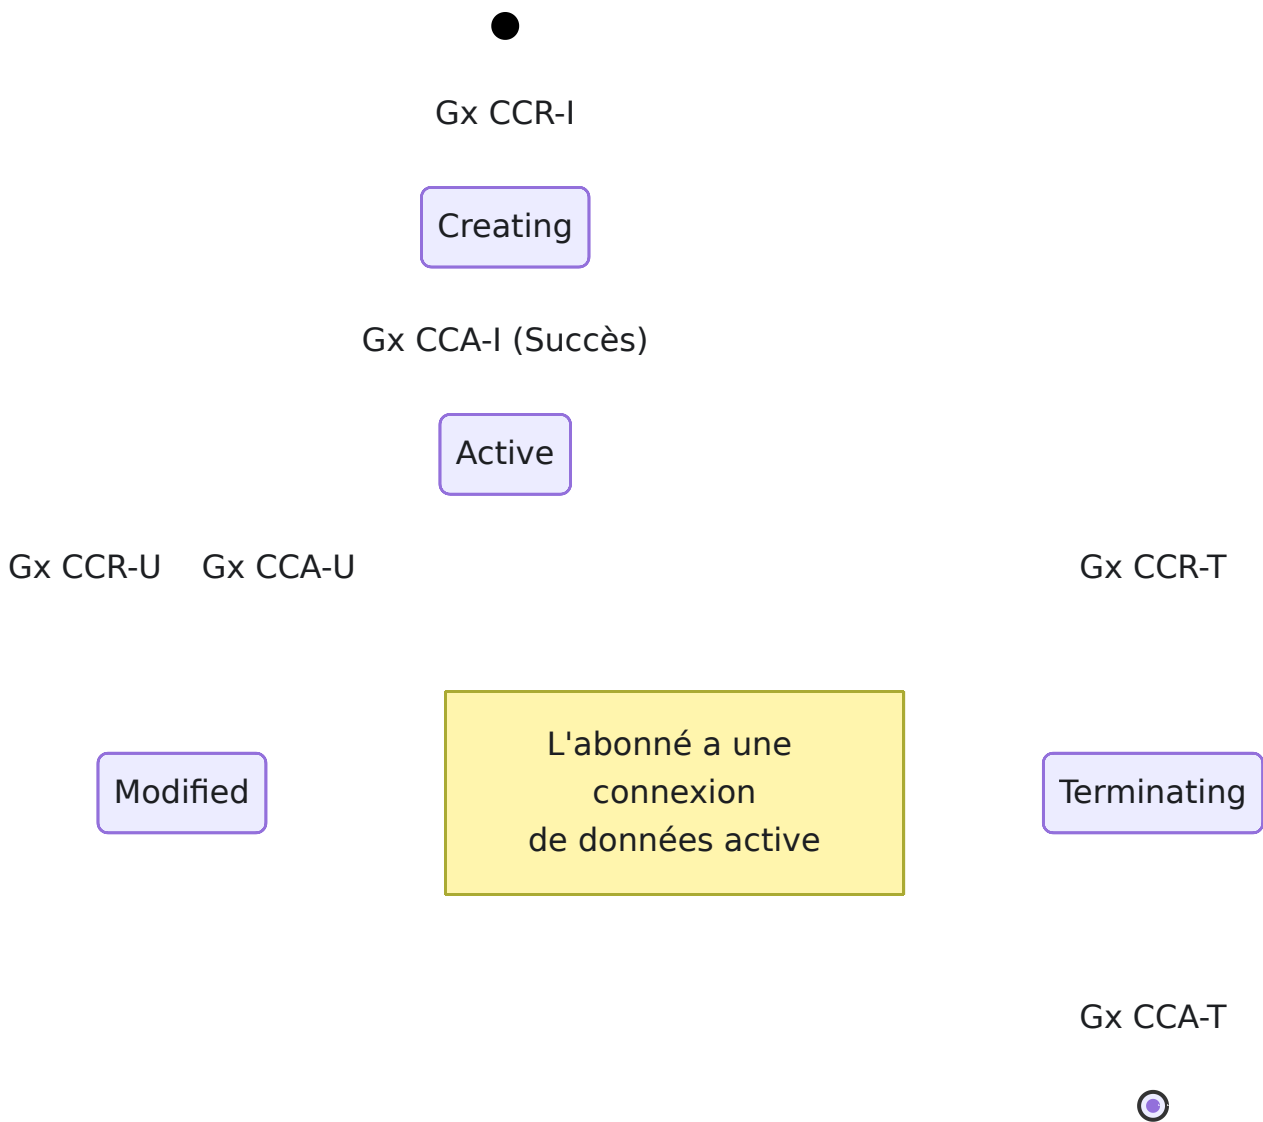 Gx CCR-I
Creating
Gx CCA-I (Succès)
Active
Gx CCR-U
Gx CCA-U
Gx CCR-T
L'abonné a une
connexion
de données active
Modified
Terminating
Gx CCA-T